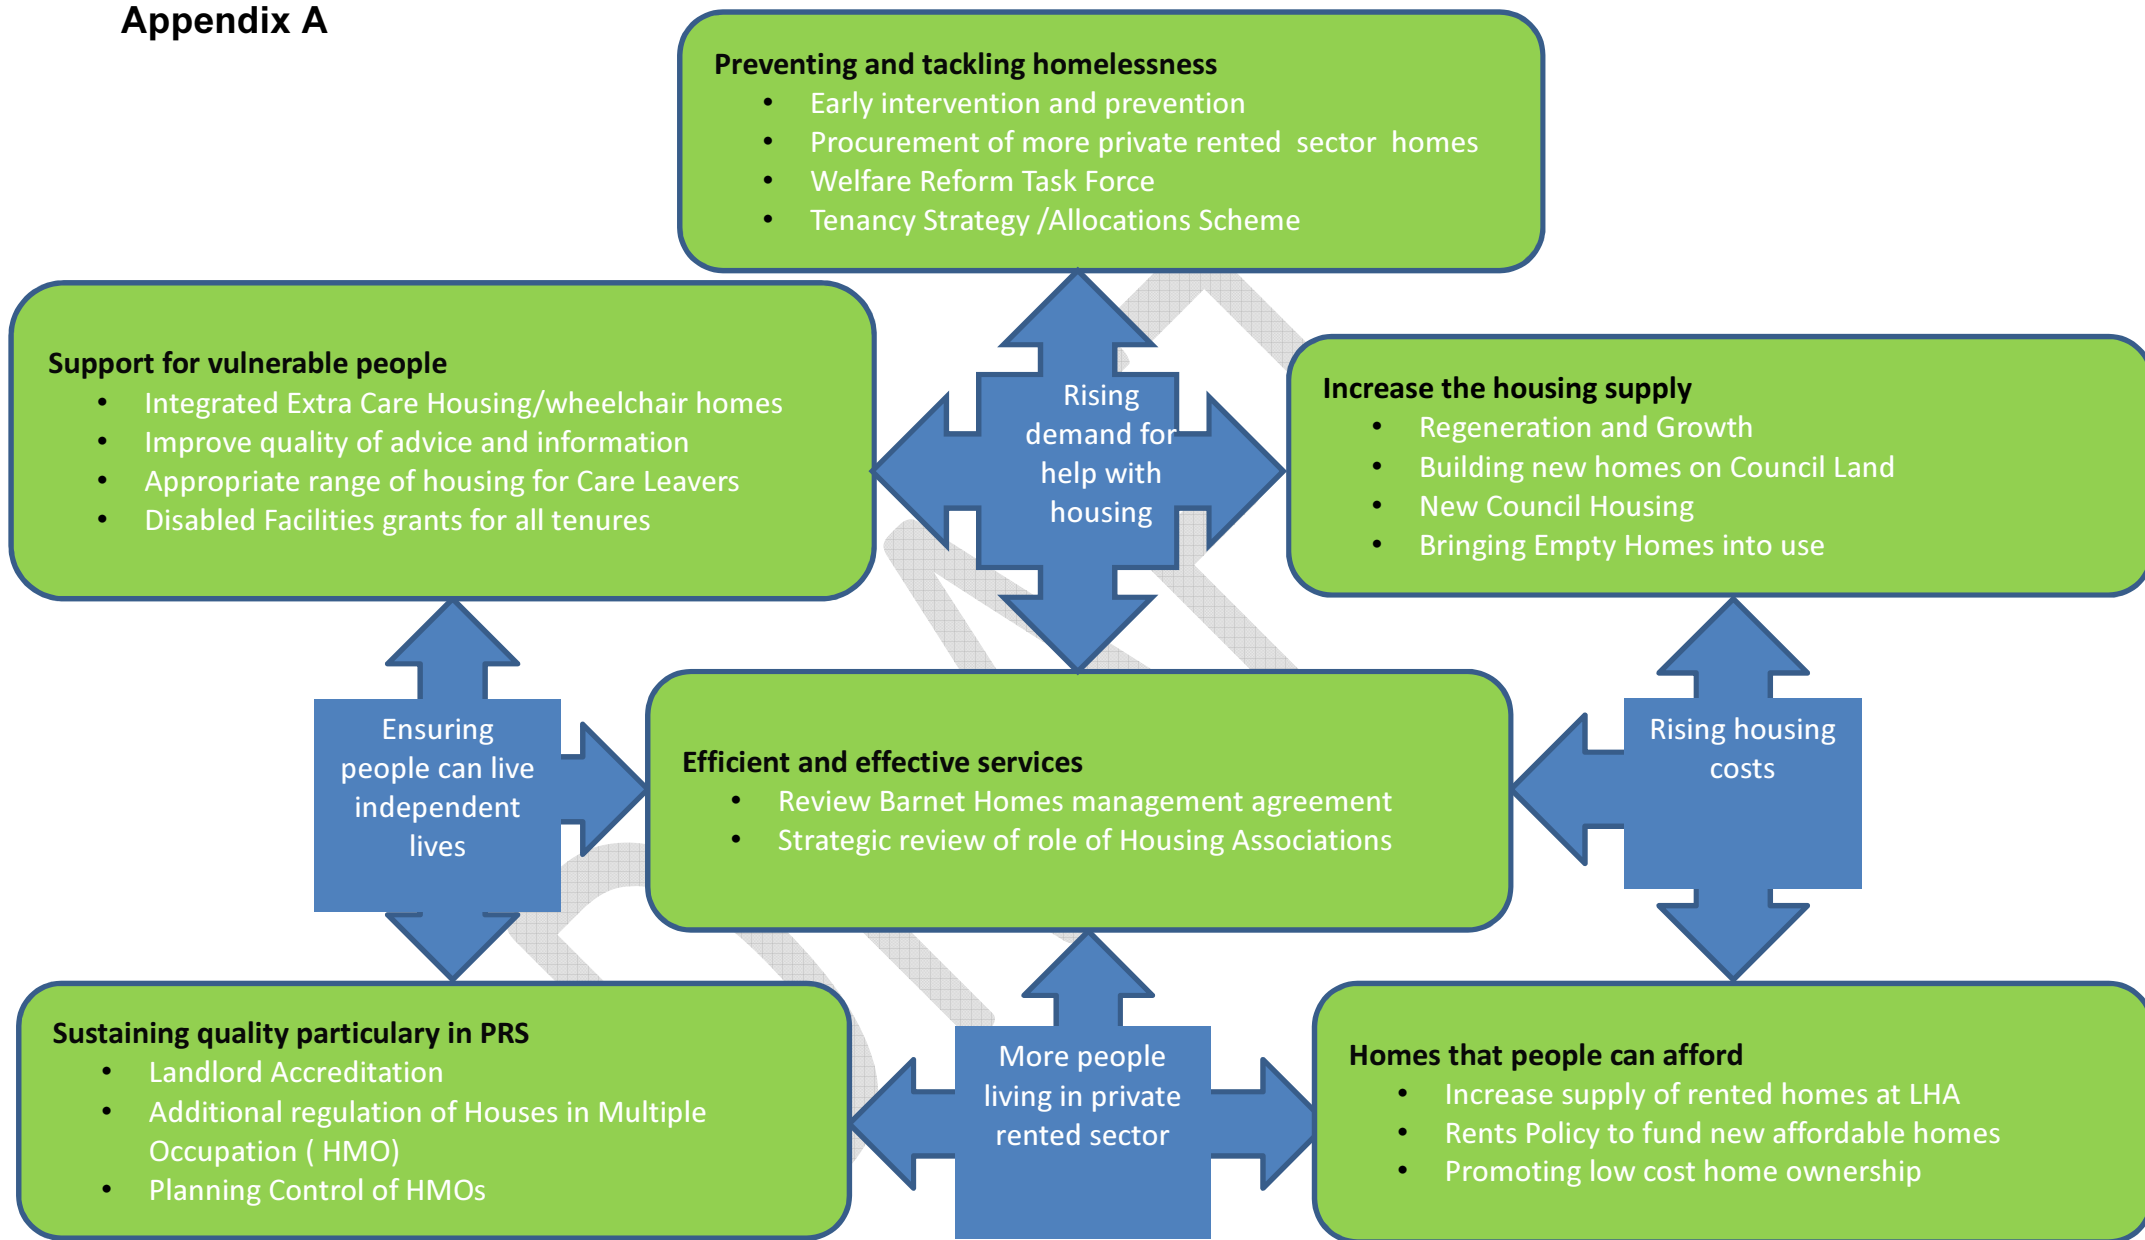 Appendix A
Preventing and tackling homelessness
• Early intervention and prevention
• Procurement of more private rented sector homes
• Welfare Reform Task Force
• Tenancy Strategy /Allocations Scheme
Support for vulnerable people
• Integrated Extra Care Housing/wheelchair homes
• Improve quality of advice and information
• Appropriate range of housing for Care Leavers
• Disabled Facilities grants for all tenures
Rising
demand for
help with
housing
Increase the housing supply
• Regeneration and Growth
• Building new homes on Council Land
• New Council Housing
• Bringing Empty Homes into use
Ensuring
people can live
independent
lives
Efficient and effective services
• Review Barnet Homes management agreement
• Strategic review of role of Housing Associations
Rising housing
costs
Sustaining quality particulary in PRS
• Landlord Accreditation
• Additional regulation of Houses in Multiple
Occupation ( HMO)
• Planning Control of HMOs
More people
living in private
rented sector
Homes that people can afford
• Increase supply of rented homes at LHA
• Rents Policy to fund new affordable homes
• Promoting low cost home ownership